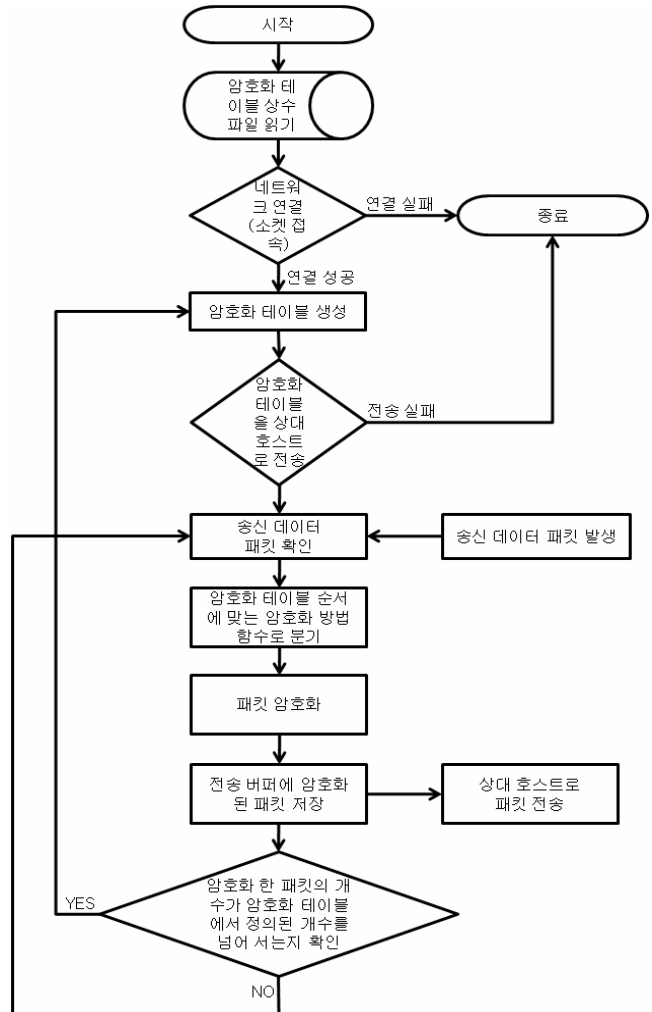 시작
암호화 테
이블 상수
파일 읽기
네트워
크 연결
(소켓 접
속)
연결 실패
종료
연결 성공
암호화 테이블 생성
암호화
테이블
을 상대
호스트
로 전송
전송 실패
송신 데이터
패킷 확인
송신 데이터 패킷 발생
암호화 테이블 순서
에 맞는 암호화 방법
함수로 분기
패킷 암호화
전송 버퍼에 암호화
된 패킷 저장
상대 호스트로
패킷 전송
암호화 한 패킷의 개
수가 암호화 테이블
에서 정의된 개수를
넘어 서는지 확인
YES
NO